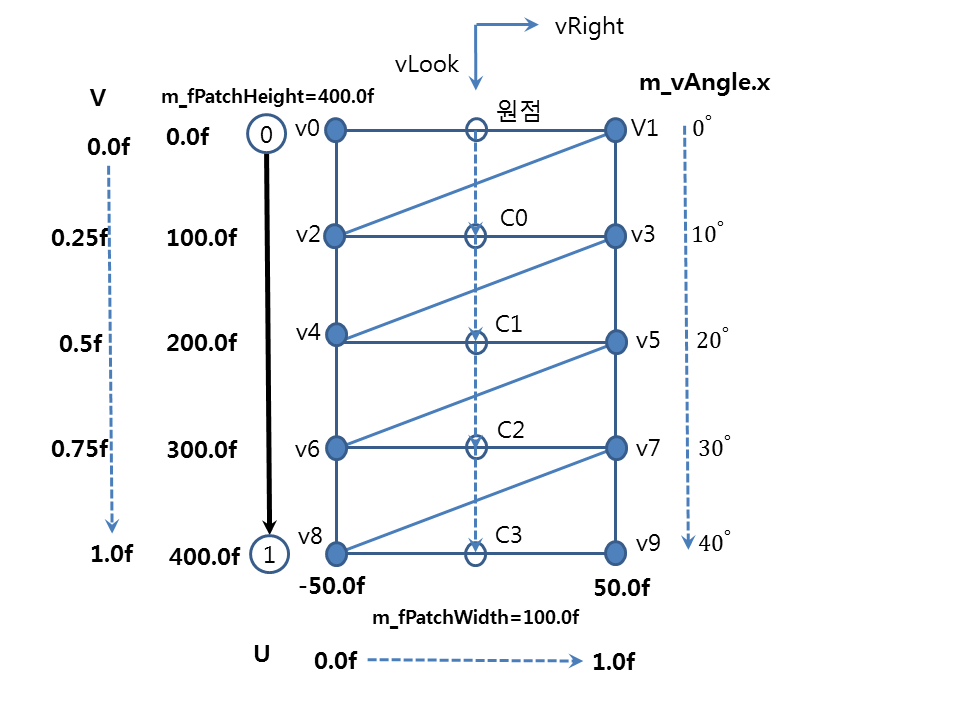 vRight
vLook
m_vAngle.x
V
m_fPatchHeight=400.0f
원점
0.0f
0.0f
0
v0
V1
0°
0.25f
100.0f
v2
C0
v3
10°
0.5f
200.0f
v4
C1
v5
20°
0.75f
300.0f
v6
C2
v7
30°
1.0f
400.0f
1
v8
C3
v9
40°
-50.0f
50.0f
m_fPatchWidth=100.0f
U
0.0f
1.0f